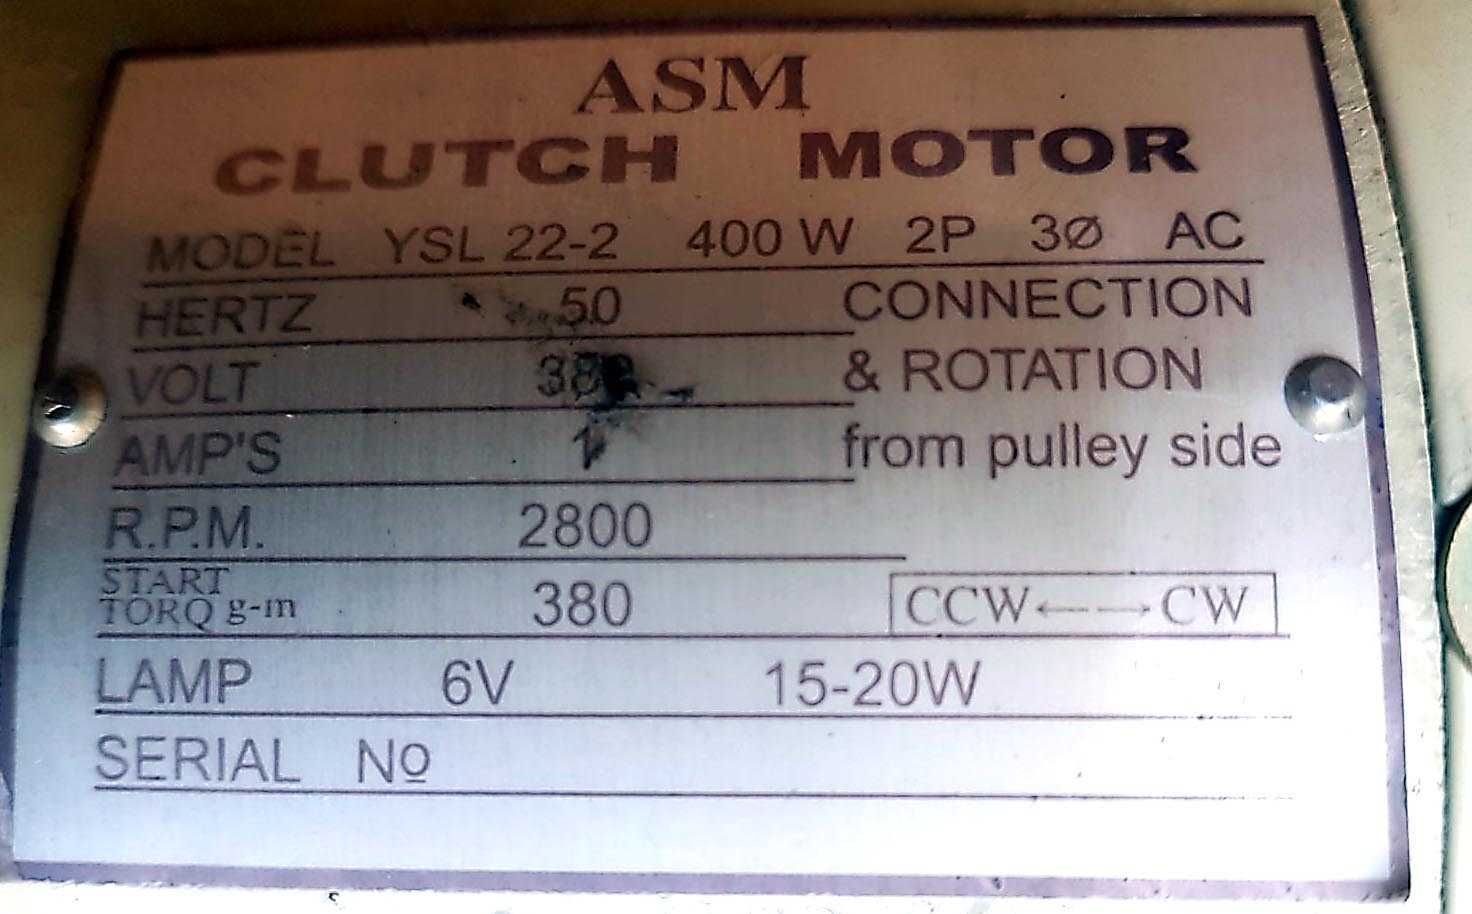 ASM
CLUTCH MOTOR
MODEL YSL 22-2 400 W 2P 3Ø AC
HERTZ 50 CONNECTION
VOLT & ROTATION
AMP'S from pulley side
R.P.M. 2800
START
TORQ g-m 380 CCW←--→CW
LAMP 6V 15-20W
SERIAL Nº